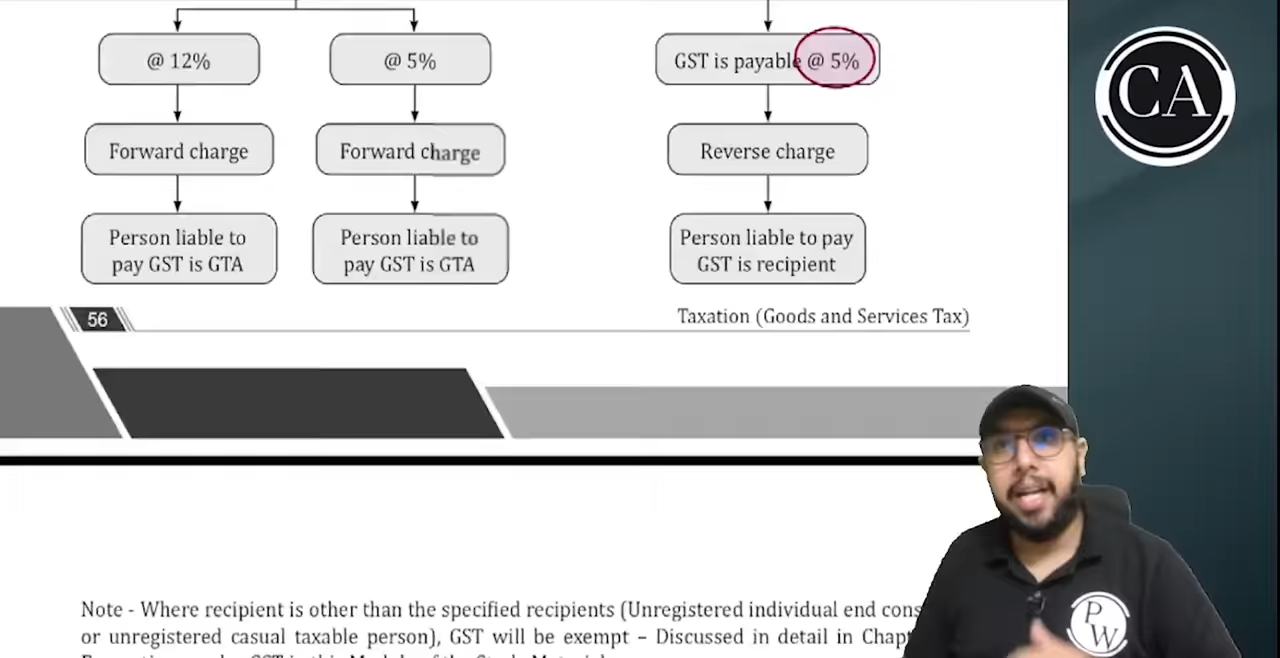 @ 12%
@ 5%
GST is payable @ 5%
Forward charge
Forward charge
Reverse charge
Person liable to
pay GST is GTA
Person liable to
pay GST is GTA
Person liable to pay
GST is recipient
56
Taxation (Goods and Services Tax)
CA
Note - Where recipient is other than the specified recipients (Unregistered individual end
or unregistered casual taxable person), GST will be exempt – Discussed in detail in
PW